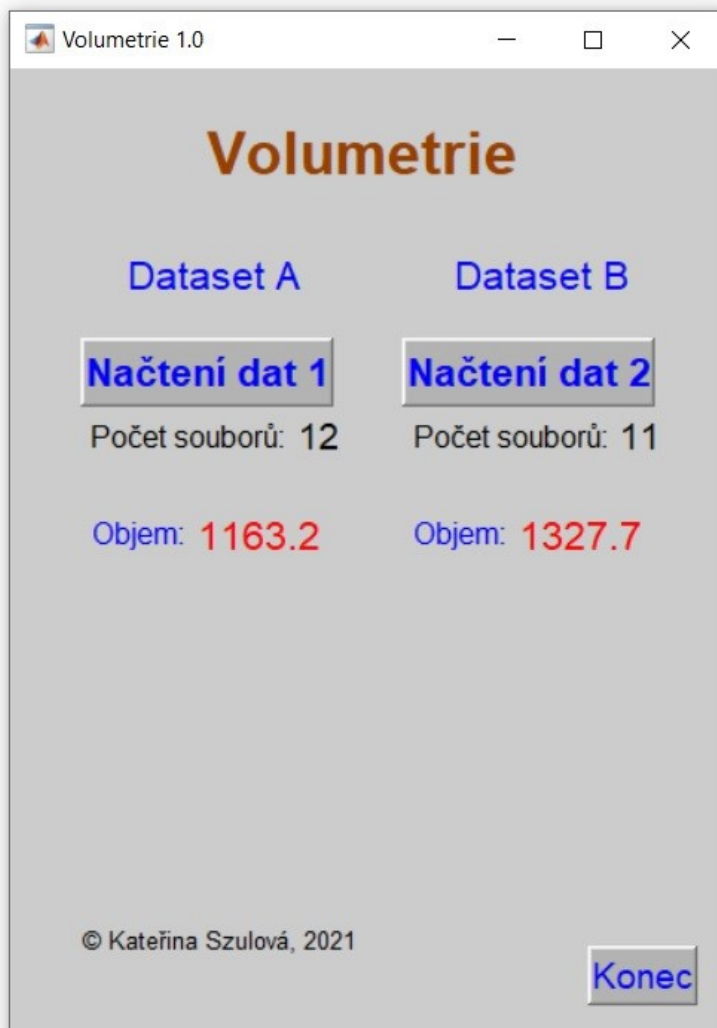 Volumetrie 1.0
Volumetrie
Dataset A Dataset B
Načtení dat 1 Načtení dat 2
Počet souborů: 12 Počet souborů: 11
Objem: 1163.2 Objem: 1327.7
© Kateřina Szulová, 2021
Konec